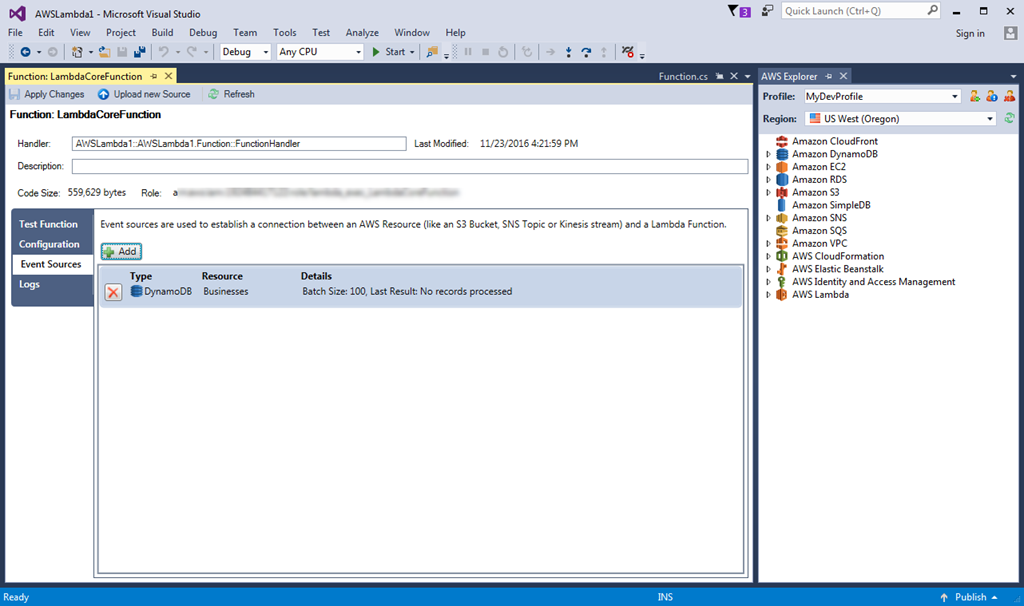 AWSLambda1 - Microsoft Visual Studio
3
Quick Launch (Ctrl+Q)
File Edit View Project Build Debug Team Tools Test Analyze Window Help
Sign in
Debug Any CPU Start
Function: LambdaCoreFunction
Function.cs
Apply Changes Upload new Source Refresh
Function: LambdaCoreFunction
Handler: AWSLambda1::AWSLambda1.Function::FunctionHandler Last Modified: 11/23/2016 4:21:59 PM
Description:
Code Size: 559,629 bytes Role:
Test Function
Configuration
Event Sources
Logs
Event sources are used to establish a connection between an AWS Resource (like an S3 Bucket, SNS Topic or Kinesis stream) and a Lambda Function.
Add
Type Resource Details
DynamoDB Businesses Batch Size: 100, Last Result: No records processed
AWS Explorer
Profile: MyDevProfile
Region: US West (Oregon)
Amazon CloudFront
Amazon DynamoDB
Amazon EC2
Amazon RDS
Amazon S3
Amazon SimpleDB
Amazon SNS
Amazon SQS
Amazon VPC
AWS CloudFormation
AWS Elastic Beanstalk
AWS Identity and Access Management
AWS Lambda
Ready INS Publish